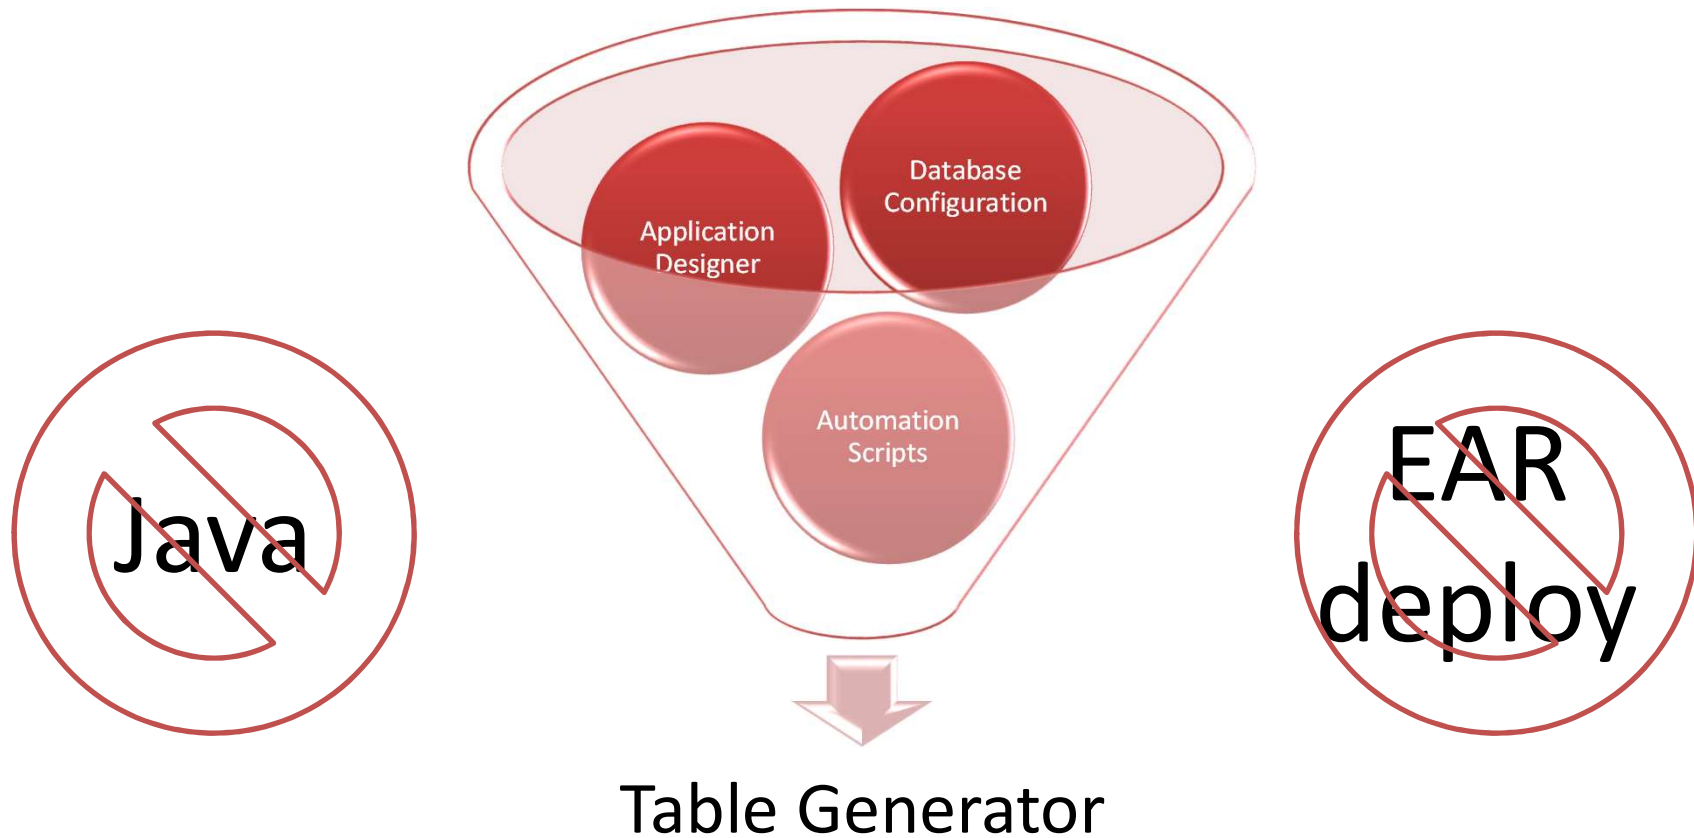 Database
Configuration
Application
Designer
Automation
Scripts
Java
EAR
deploy
Table Generator